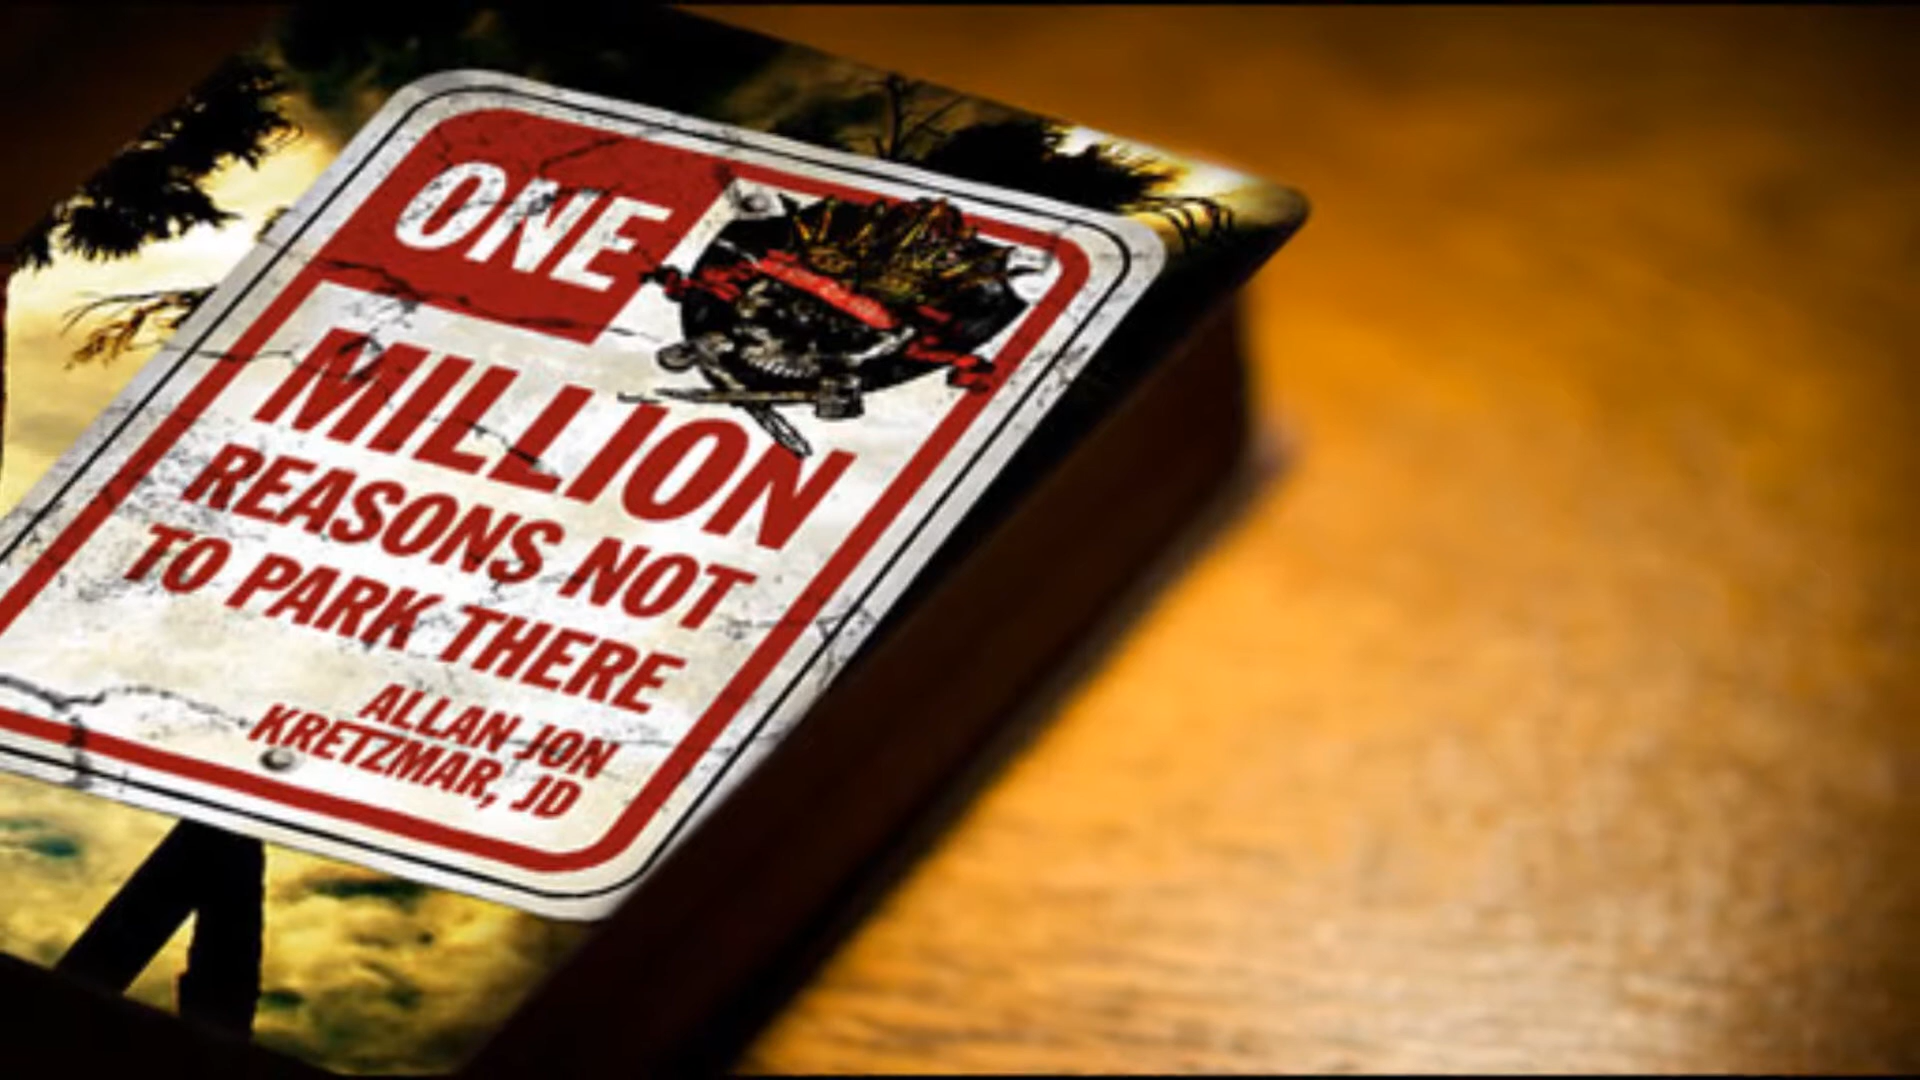 ONE
MILLION
REASONS NOT
TO PARK THERE
ALLAN JON
KRETZMAR, JD